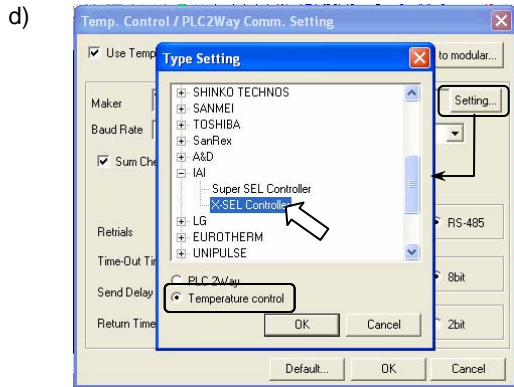 d)
Temp. Control / PLC2Way Comm. Setting
Use Temp
to modular...
Type Setting
SHINKO TECHNOS
SANMEI
TOSHIBA
SanRex
A&D
IAI
Super SEL Controller
X-SEL Controller
LG
EUROTHERM
UNIPULSE
PLC 2Way
Temperature control
OK Cancel
Maker
Setting...
Baud Rate
Sum Che
Retrials
RS-485
Time-Out Tim
8bit
Send Delay
Return Time
2bit
Default... OK Cancel